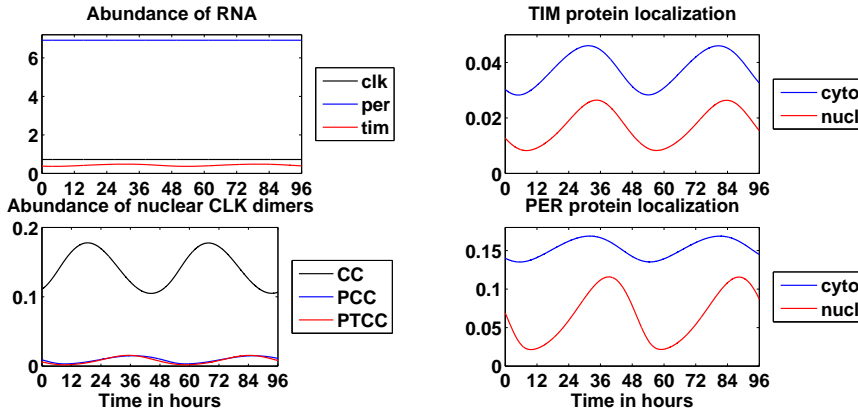 Abundance of RNA
6
4
2
0
0 12 24 36 48 60 72 84 96
clk
per
tim
TIM protein localization
0.04
0.02
0
0 12 24 36 48 60 72 84 96
cyto
nucl
Abundance of nuclear CLK dimers
0.2
0.1
0
0 12 24 36 48 60 72 84 96
Time in hours
CC
PCC
PTCC
PER protein localization
0.15
0.1
0.05
0
0 12 24 36 48 60 72 84 96
Time in hours
cyto
nucl